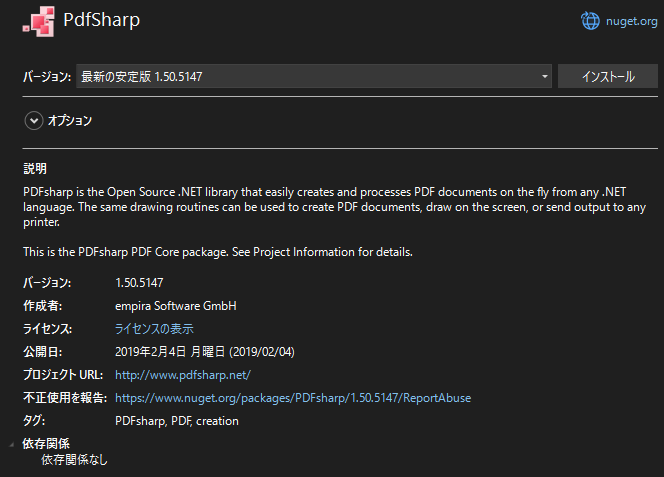 PdfSharp
nuget.org
バージョン: 最新の安定版 1.50.5147 インストール
オプション
説明
PDFsharp is the Open Source .NET library that easily creates and processes PDF documents on the fly from any .NET
language. The same drawing routines can be used to create PDF documents, draw on the screen, or send output to any
printer.
This is the PDFsharp PDF Core package. See Project Information for details.
バージョン: 1.50.5147
作成者: empira Software GmbH
ライセンス: ライセンスの表示
公開日: 2019年2月4日 月曜日 (2019/02/04)
プロジェクト URL: http://www.pdfsharp.net/
不正使用を報告: https://www.nuget.org/packages/PDFsharp/1.50.5147/ReportAbuse
タグ: PDFsharp, PDF, creation
依存関係
依存関係なし